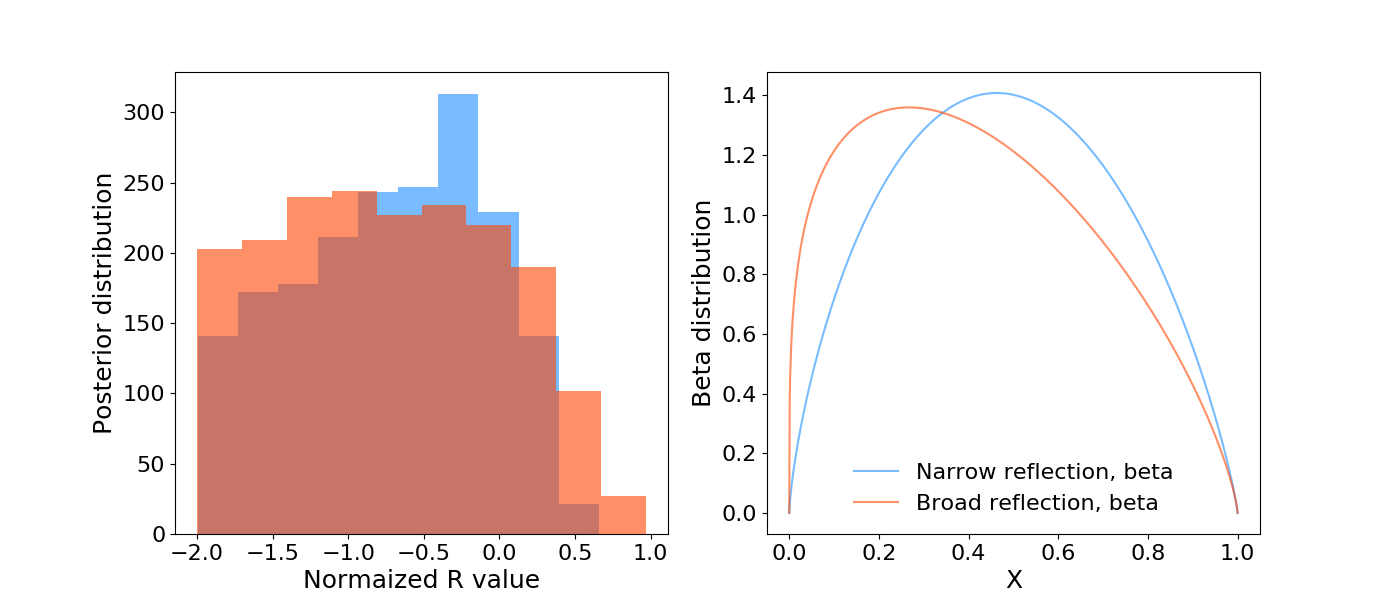 Posterior distribution
300
250
200
150
100
50
0
−2.0 −1.5 −1.0 −0.5 0.0 0.5 1.0
Normaized R value
Beta distribution
1.4
1.2
1.0
0.8
0.6
0.4
0.2
0.0
Narrow reflection, beta
Broad reflection, beta
0.0 0.2 0.4 0.6 0.8 1.0
X